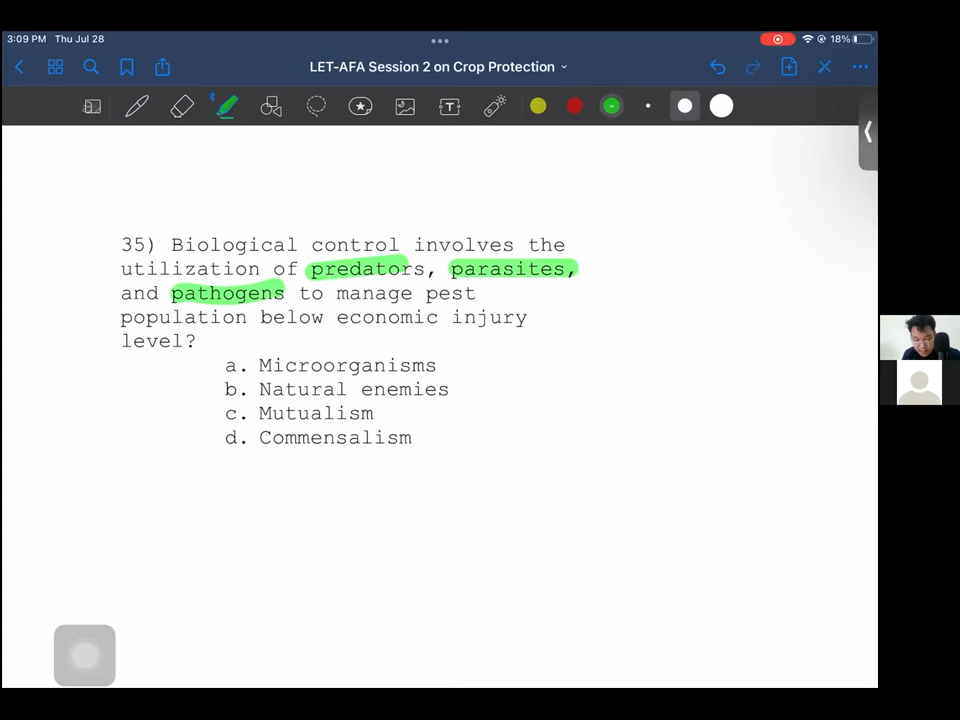 3:09 PM Thu Jul 28
18%
LET-AFA Session 2 on Crop Protection
35) Biological control involves the
utilization of predators, parasites,
and pathogens to manage pest
population below economic injury
level?
a. Microorganisms
b. Natural enemies
c. Mutualism
d. Commensalism